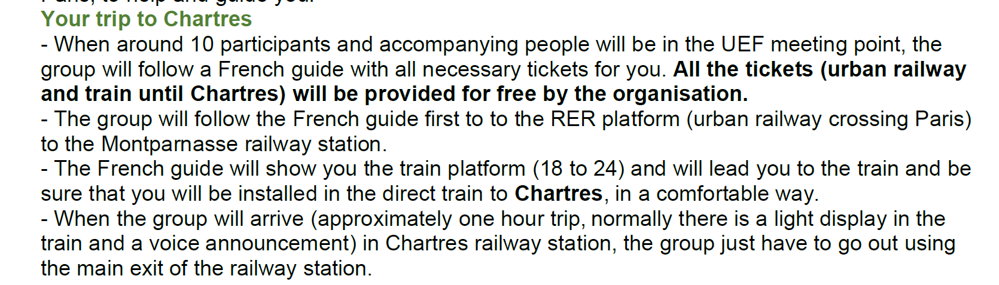 Paris, to help and guide you.
Your trip to Chartres
- When around 10 participants and accompanying people will be in the UEF meeting point, the
group will follow a French guide with all necessary tickets for you. All the tickets (urban railway
and train until Chartres) will be provided for free by the organisation.
- The group will follow the French guide first to to the RER platform (urban railway crossing Paris)
to the Montparnasse railway station.
- The French guide will show you the train platform (18 to 24) and will lead you to the train and be
sure that you will be installed in the direct train to Chartres, in a comfortable way.
- When the group will arrive (approximately one hour trip, normally there is a light display in the
train and a voice announcement) in Chartres railway station, the group just have to go out using
the main exit of the railway station.